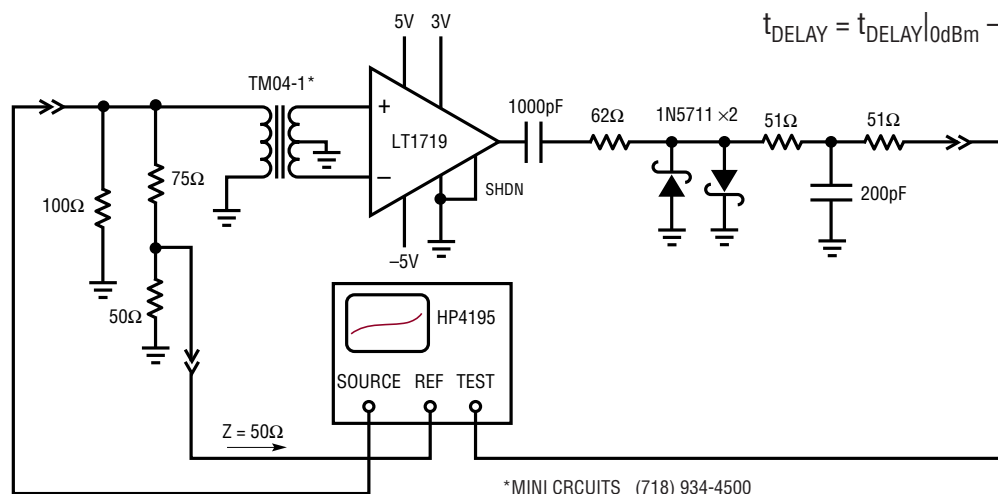 t_DELAY = t_DELAY|0dBm –
5V 3V
TM04-1*
1000pF
62Ω
1N5711 ×2
51Ω
51Ω
+
LT1719
–
SHDN
75Ω
100Ω
200pF
–5V
50Ω
HP4195
SOURCE REF TEST
Z = 50Ω
*MINI CRCUITS (718) 934-4500